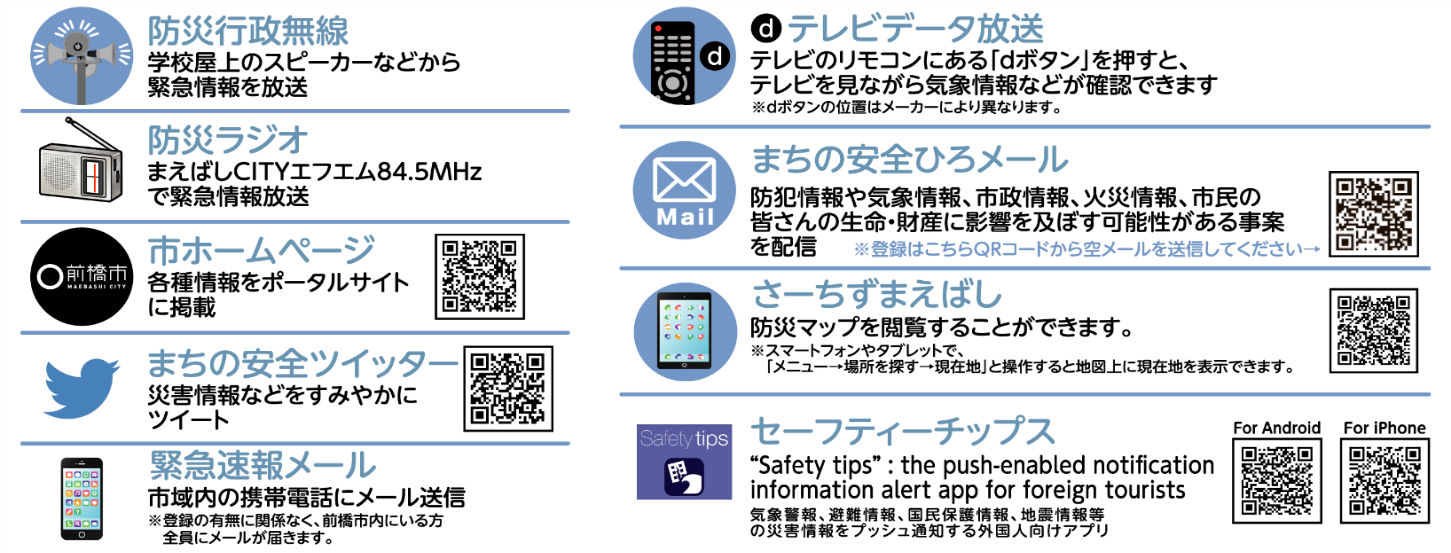 防災行政無線
学校屋上のスピーカーなどから
緊急情報を放送
防災ラジオ
まえばしCITYエフエム84.5MHz
で緊急情報放送
前橋市
MAEBASHI CITY
市ホームページ
各種情報をポータルサイト
に掲載
まちの安全ツイッター
災害情報などをすみやかに
ツイート
緊急速報メール
市域内の携帯電話にメール送信
※登録の有無に関係なく、前橋市内にいる方
全員にメールが届きます。
d
dテレビデータ放送
テレビのリモコンにある「dボタン」を押すと、
テレビを見ながら気象情報などが確認できます
※dボタンの位置はメーカーにより異なります。
Mail
まちの安全ひろメール
防犯情報や気象情報、市政情報、火災情報、市民の
皆さんの生命・財産に影響を及ぼす可能性がある事案
を配信 ※登録はこちらQRコードから空メールを送信してください→
さーちずまえばし
防災マップを閲覧することができます。
※スマートフォンやタブレットで、
「メニュー→場所を探す→現在地」と操作すると地図上に現在地を表示できます。
Safety tips
セーフティーチップス
“Safety tips” : the push-enabled notification
information alert app for foreign tourists
気象警報、避難情報、国民保護情報、地震情報等
の災害情報をプッシュ通知する外国人向けアプリ
For Android
For iPhone